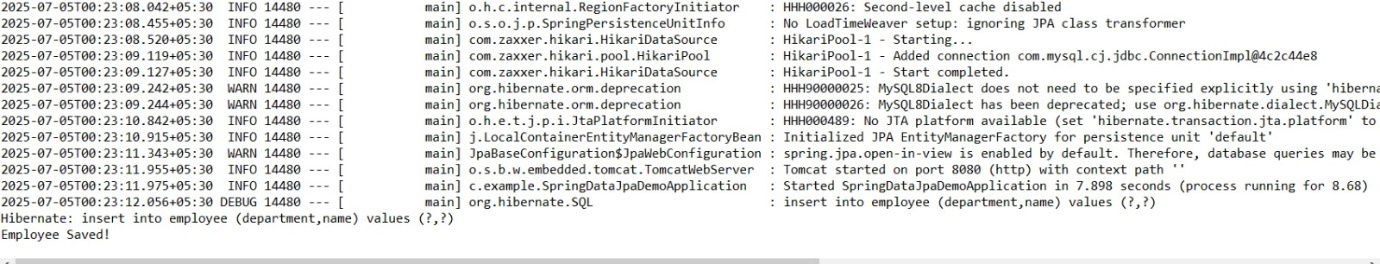 2025-07-05T00:23:08.042+05:30  INFO 14480 --- [           main] o.h.c.internal.RegionFactoryInitiator    : HHH000026: Second-level cache disabled
2025-07-05T00:23:08.455+05:30  INFO 14480 --- [           main] o.s.o.j.p.SpringPersistenceUnitInfo      : No LoadTimeWeaver setup: ignoring JPA class transformer
2025-07-05T00:23:08.520+05:30  INFO 14480 --- [           main] com.zaxxer.hikari.HikariDataSource       : HikariPool-1 - Starting...
2025-07-05T00:23:09.119+05:30  INFO 14480 --- [           main] com.zaxxer.hikari.pool.HikariPool        : HikariPool-1 - Added connection com.mysql.cj.jdbc.ConnectionImpl@4c2c44e8
2025-07-05T00:23:09.127+05:30  INFO 14480 --- [           main] com.zaxxer.hikari.HikariDataSource       : HikariPool-1 - Start completed.
2025-07-05T00:23:09.242+05:30  WARN 14480 --- [           main] org.hibernate.orm.deprecation            : HHH90000025: MySQL8Dialect does not need to be specified explicitly using 'hiberna
2025-07-05T00:23:09.244+05:30  WARN 14480 --- [           main] org.hibernate.orm.deprecation            : HHH90000026: MySQL8Dialect has been deprecated; use org.hibernate.dialect.MySQLDia
2025-07-05T00:23:10.842+05:30  INFO 14480 --- [           main] o.h.e.t.j.p.i.JtaPlatformInitiator       : HHH000489: No JTA platform available (set 'hibernate.transaction.jta.platform' to
2025-07-05T00:23:10.915+05:30  INFO 14480 --- [           main] j.LocalContainerEntityManagerFactoryBean : Initialized JPA EntityManagerFactory for persistence unit 'default'
2025-07-05T00:23:11.343+05:30  WARN 14480 --- [           main] JpaBaseConfiguration$JpaWebConfiguration : spring.jpa.open-in-view is enabled by default. Therefore, database queries may be
2025-07-05T00:23:11.955+05:30  INFO 14480 --- [           main] o.s.b.w.embedded.tomcat.TomcatWebServer  : Tomcat started on port 8080 (http) with context path ''
2025-07-05T00:23:11.975+05:30  INFO 14480 --- [           main] c.example.SpringDataJpaDemoApplication   : Started SpringDataJpaDemoApplication in 7.898 seconds (process running for 8.68)
2025-07-05T00:23:12.056+05:30 DEBUG 14480 --- [           main] org.hibernate.SQL                        : insert into employee (department,name) values (?,?)
Hibernate: insert into employee (department,name) values (?,?)
Employee Saved!